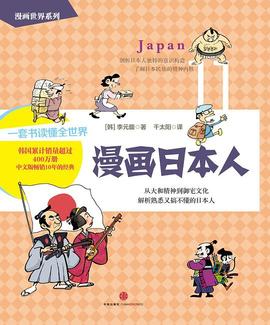 漫画世界系列
Japan
剖析日本人独特的意识构造
了解日本民族的精神内核
一套书读懂全世界
韩国累计销量超过
400万册
中文版畅销10年的经典
[韩] 李元馥◎著 千太阳◎译
漫画日本人
从大和精神到御宅文化
解析熟悉又搞不懂的日本人